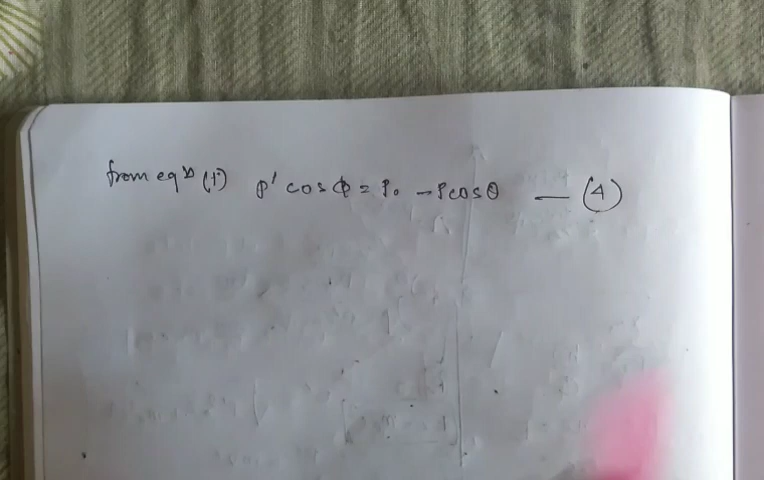 from eqn (1) P' cos ϕ = P₀ - P cos θ — (4)